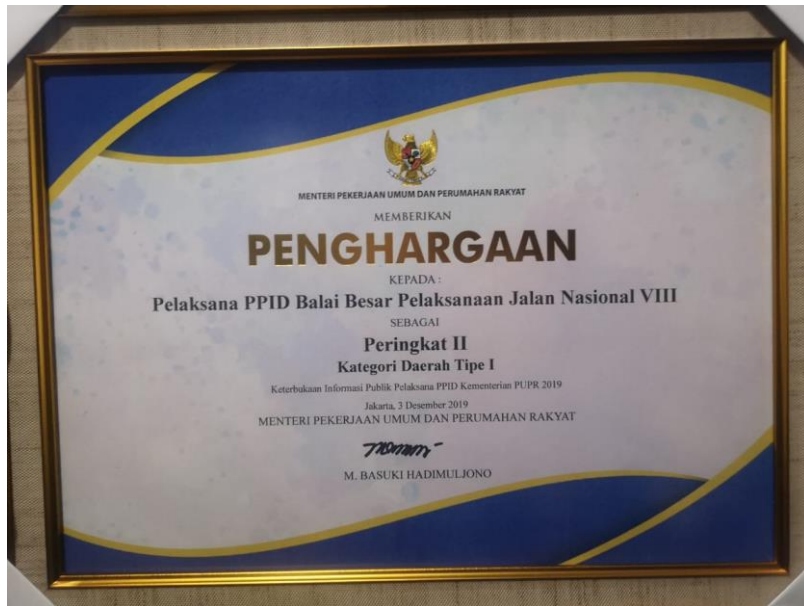 MENTERI PEKERJAAN UMUM DAN PERUMAHAN RAKYAT
MEMBERIKAN
PENGHARGAAN
KEPADA :
Pelaksana PPID Balai Besar Pelaksanaan Jalan Nasional VIII
SEBAGAI
Peringkat II
Kategori Daerah Tipe I
Keterbukaan Informasi Publik Pelaksana PPID Kementerian PUPR 2019
Jakarta, 3 Desember 2019
MENTERI PEKERJAAN UMUM DAN PERUMAHAN RAKYAT
M. BASUKI HADIMULJONO